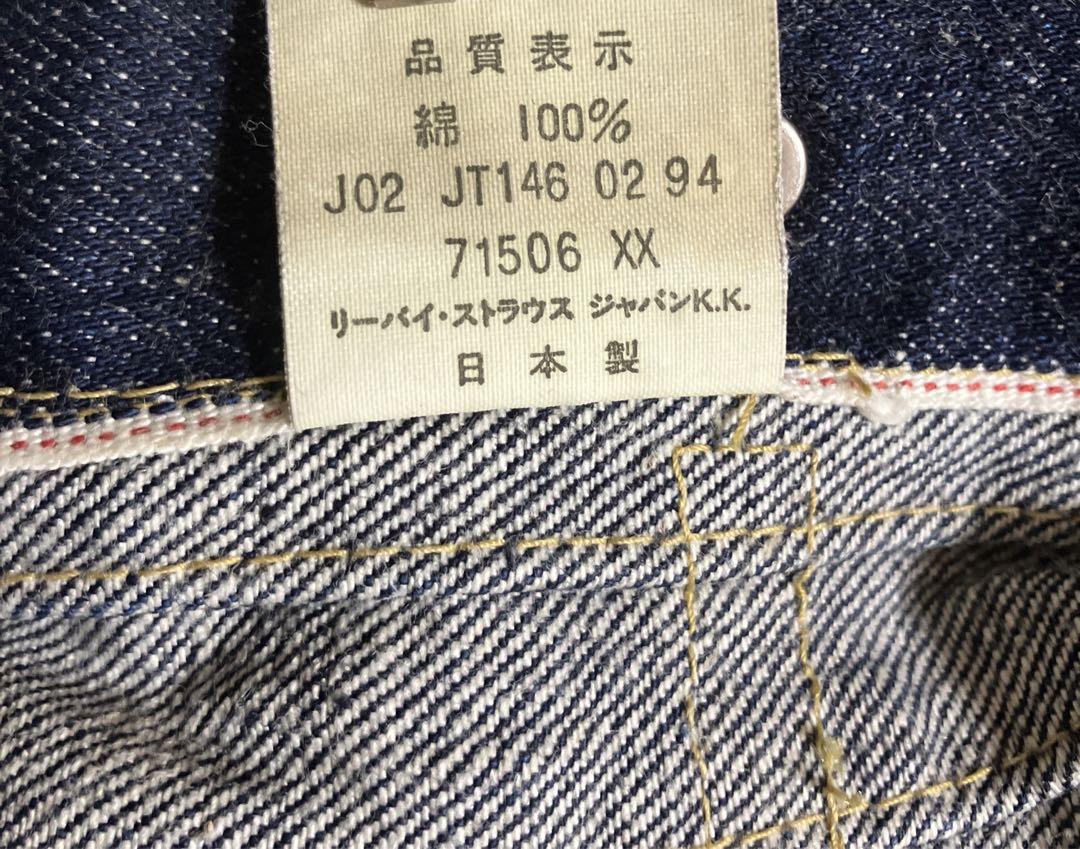 品質表示
綿 100%
J02 JT146 02 94
71506 XX
リーバイ・ストラウス ジャパンK.K.
日本製